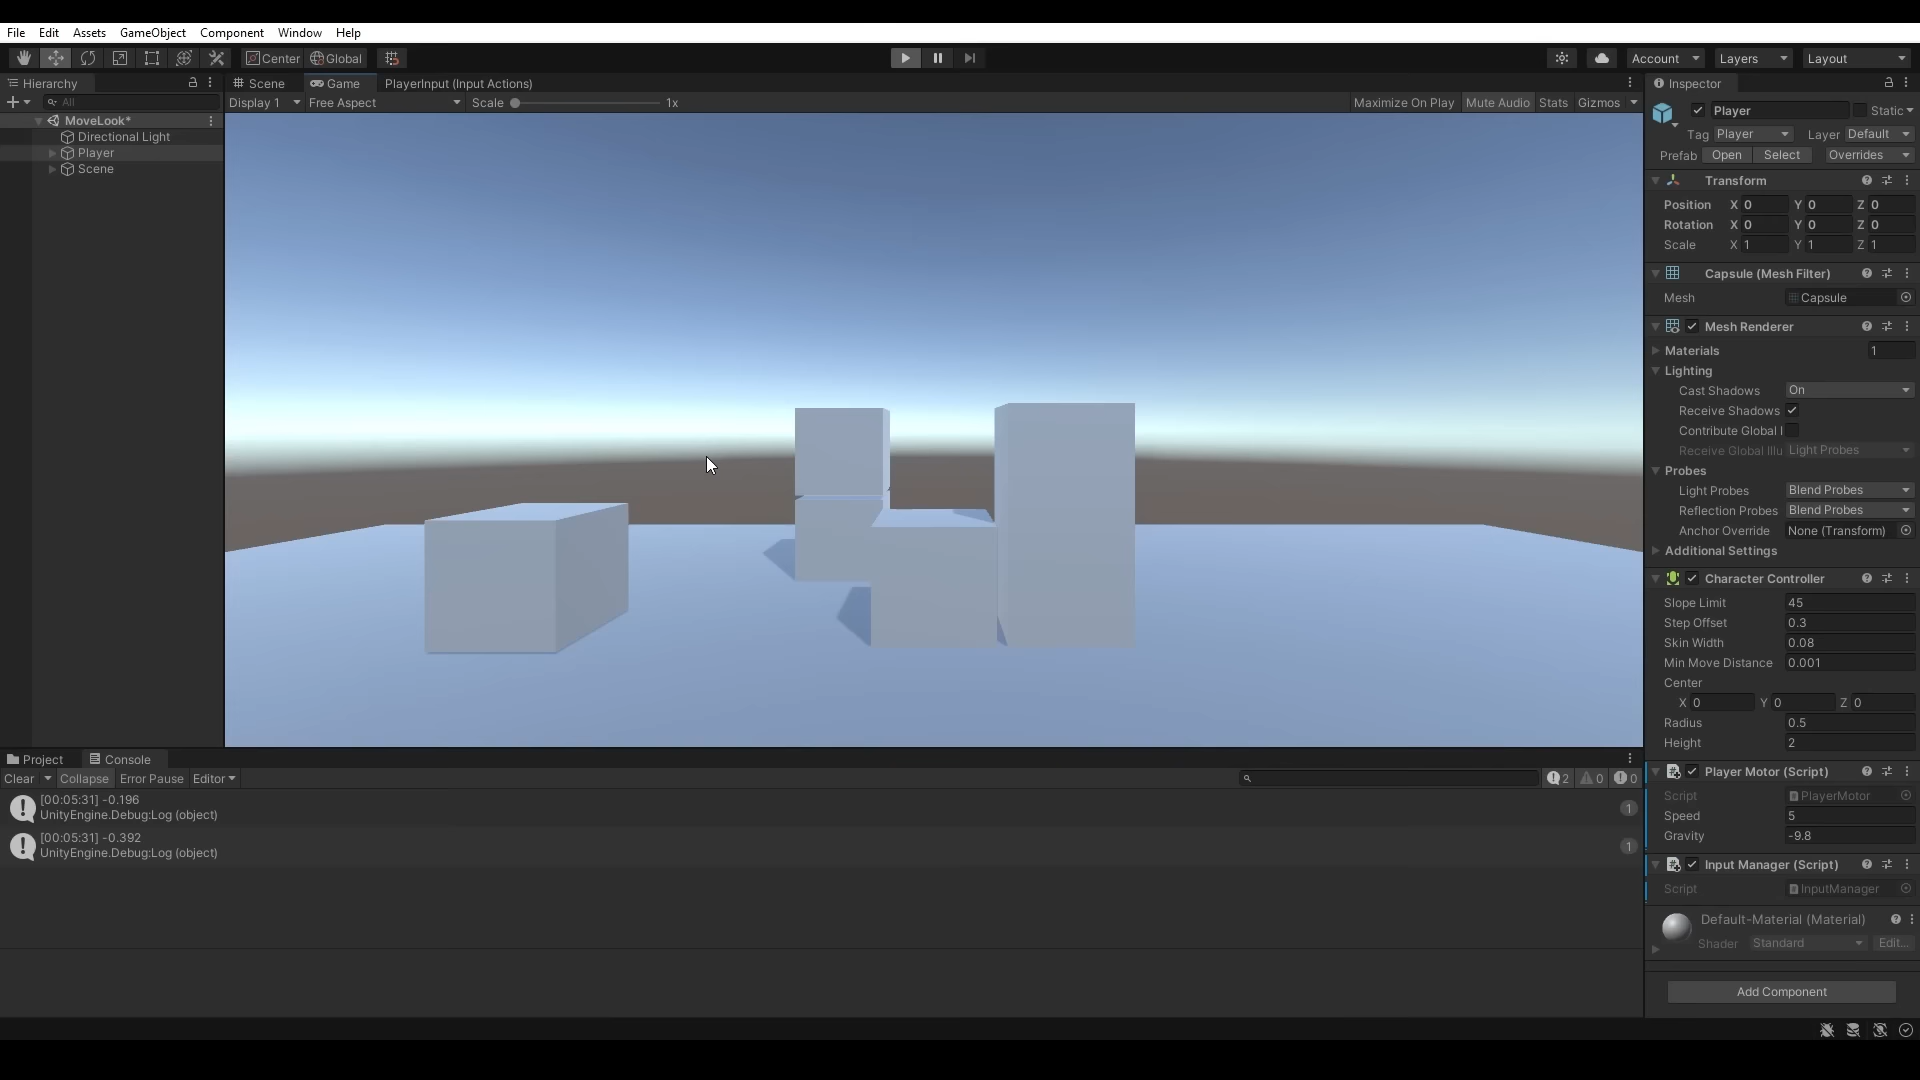 File Edit Assets GameObject Component Window Help
Center Global Account Layers Layout
Hierarchy
All
MoveLook*
Directional Light
Player
Scene
Scene Game PlayerInput (Input Actions)
Display 1 Free Aspect Scale 1x Maximize On Play Mute Audio Stats Gizmos
Project Console
Clear Collapse Error Pause Editor 2 0 0
[00:05:31] -0.196
UnityEngine.Debug:Log (object)
1
[00:05:31] -0.392
UnityEngine.Debug:Log (object)
1
Inspector
Player Static
Tag Player Layer Default
Prefab Open Select Overrides
Transform
Position X 0 Y 0 Z 0
Rotation X 0 Y 0 Z 0
Scale X 1 Y 1 Z 1
Capsule (Mesh Filter)
Mesh Capsule
Mesh Renderer
Materials 1
Lighting
Cast Shadows On
Receive Shadows
Contribute Global I
Receive Global Illu Light Probes
Probes
Light Probes Blend Probes
Reflection Probes Blend Probes
Anchor Override None (Transform)
Additional Settings
Character Controller
Slope Limit 45
Step Offset 0.3
Skin Width 0.08
Min Move Distance 0.001
Center
X 0 Y 0 Z 0
Radius 0.5
Height 2
Player Motor (Script)
Script PlayerMotor
Speed 5
Gravity -9.8
Input Manager (Script)
Script InputManager
Default-Material (Material)
Shader Standard Edit...
Add Component